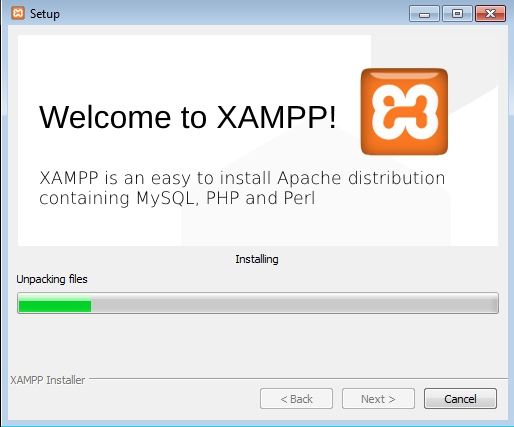 Setup
Welcome to XAMPP!
XAMPP is an easy to install Apache distribution
containing MySQL, PHP and Perl
Installing
Unpacking files
XAMPP Installer
< Back
Next >
Cancel